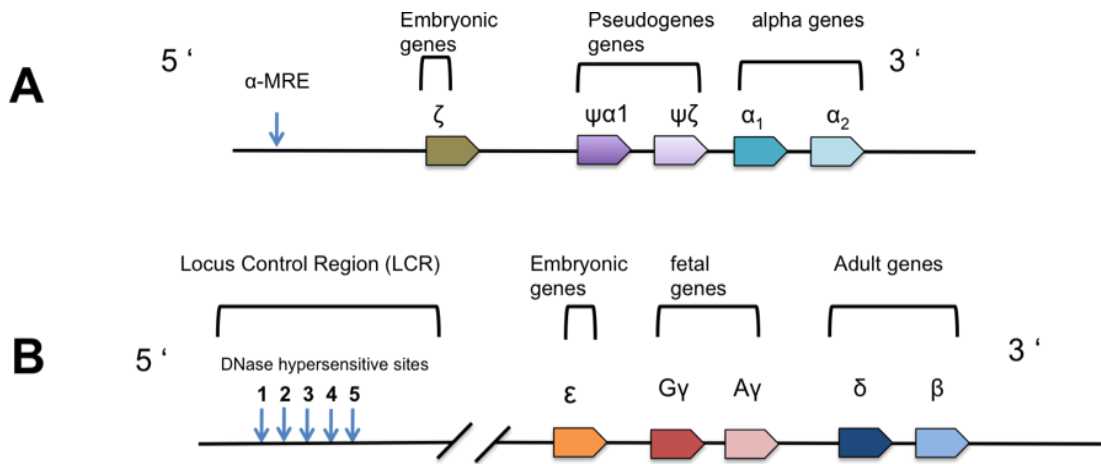 Embryonic genes
Pseudogenes genes
alpha genes
5 ‘
3 ‘
A
α-MRE
ζ
ψα1
ψζ
α1
α2
Locus Control Region (LCR)
Embryonic genes
fetal genes
Adult genes
B
5 ‘
3 ‘
DNase hypersensitive sites
1 2 3 4 5
ε
Gγ
Aγ
δ
β